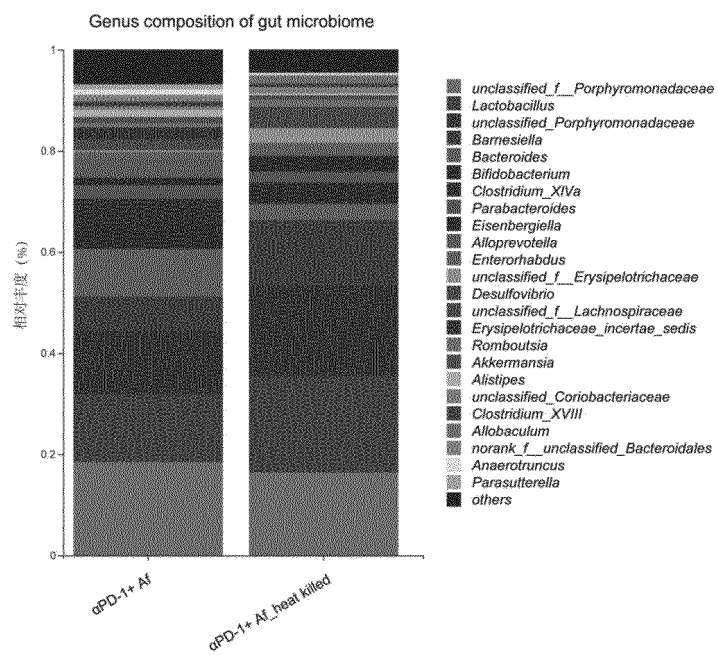 Genus composition of gut microbiome
1
0.8
0.6
0.4
0.2
0
相对丰度 (%)
αPD-1+ Af
αPD-1+ Af_heat killed
unclassified_f__Porphyromonadaceae
Lactobacillus
unclassified_Porphyromonadaceae
Barnesiella
Bacteroides
Bifidobacterium
Clostridium_XIVa
Parabacteroides
Eisenbergiella
Alloprevotella
Enterorhabdus
unclassified_f__Erysipelotrichaceae
Desulfovibrio
unclassified_f__Lachnospiraceae
Erysipelotrichaceae_incertae_sedis
Romboutsia
Akkermansia
Alistipes
unclassified_Coriobacteriaceae
Clostridium_XVIII
Allobaculum
norank_f__unclassified_Bacteroidales
Anaerotruncus
Parasutterella
others